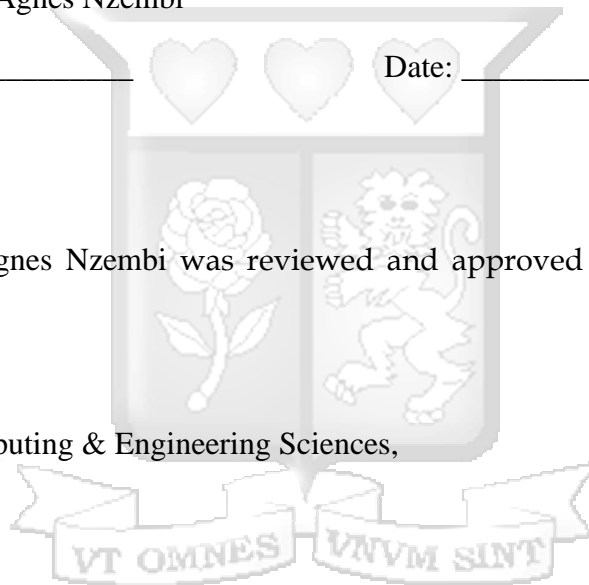 Agnes Nzembi
Date:
gnes Nzembi was reviewed and approved
puting & Engineering Sciences,
VT OMNES VNVM SINT